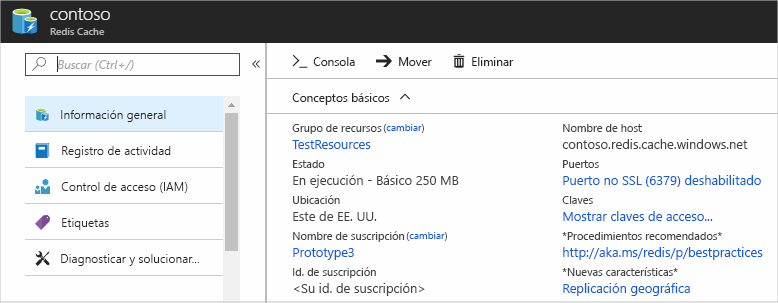 contoso
Redis Cache
Buscar (Ctrl+/)
«
Información general
Registro de actividad
Control de acceso (IAM)
Etiquetas
Diagnosticar y solucionar...
Consola
Mover
Eliminar
Conceptos básicos
Grupo de recursos (cambiar)
TestResources
Estado
En ejecución - Básico 250 MB
Ubicación
Este de EE. UU.
Nombre de suscripción (cambiar)
Prototype3
Id. de suscripción
<Su id. de suscripción>
Nombre de host
contoso.redis.cache.windows.net
Puertos
Puerto no SSL (6379) deshabilitado
Claves
Mostrar claves de acceso...
*Procedimientos recomendados*
http://aka.ms/redis/p/bestpractices
*Nuevas características*
Replicación geográfica